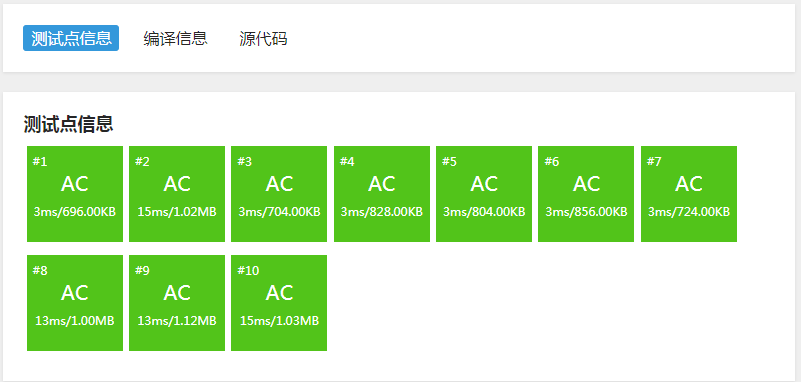 测试点信息 编译信息 源代码
测试点信息
#1 #2 #3 #4 #5 #6 #7
AC AC AC AC AC AC AC
3ms/696.00KB 15ms/1.02MB 3ms/704.00KB 3ms/828.00KB 3ms/804.00KB 3ms/856.00KB 3ms/724.00KB
#8 #9 #10
AC AC AC
13ms/1.00MB 13ms/1.12MB 15ms/1.03MB